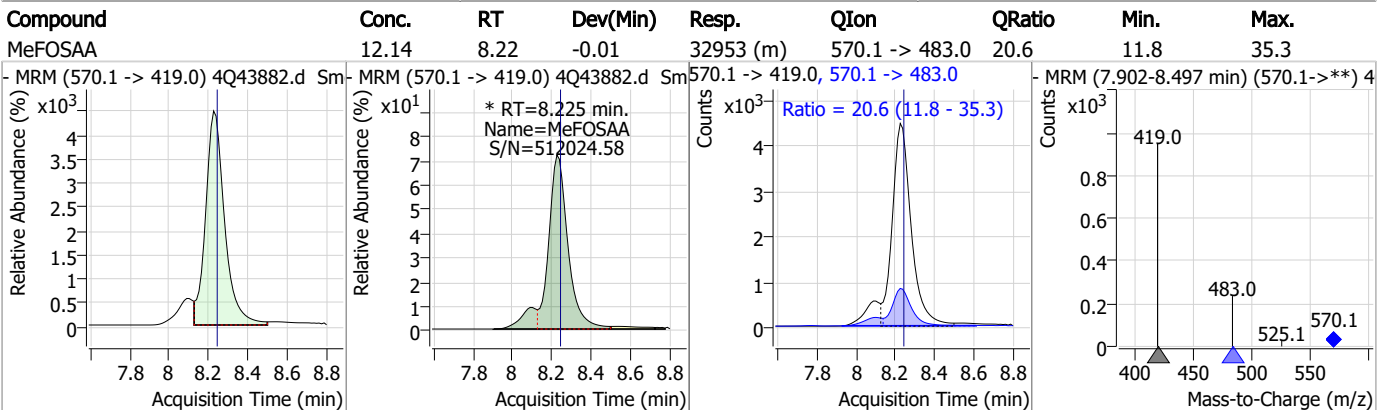 Compound Conc. RT Dev(Min) Resp. QIon QRatio Min. Max.
MeFOSAA 12.14 8.22 -0.01 32953 (m) 570.1 -> 483.0 20.6 11.8 35.3
- MRM (570.1 -> 419.0) 4Q43882.d Sm
x10³
Relative Abundance (%)
4
3.5
3
2.5
2
1.5
1
0.5
0
7.8 8 8.2 8.4 8.6 8.8
Acquisition Time (min)
- MRM (570.1 -> 419.0) 4Q43882.d Sm
x10¹
* RT=8.225 min.
Name=MeFOSAA
S/N=512024.58
Relative Abundance (%)
8
7
6
5
4
3
2
1
0
7.8 8 8.2 8.4 8.6 8.8
Acquisition Time (min)
570.1 -> 419.0, 570.1 -> 483.0
x10³
Ratio = 20.6 (11.8 - 35.3)
Counts
4
3
2
1
0
7.8 8 8.2 8.4 8.6 8.8
Acquisition Time (min)
- MRM (7.902-8.497 min) (570.1->**) 4
x10³
Counts
419.0
0.8
0.6
0.4
483.0
0.2
525.1
570.1
0
400 450 500 550
Mass-to-Charge (m/z)